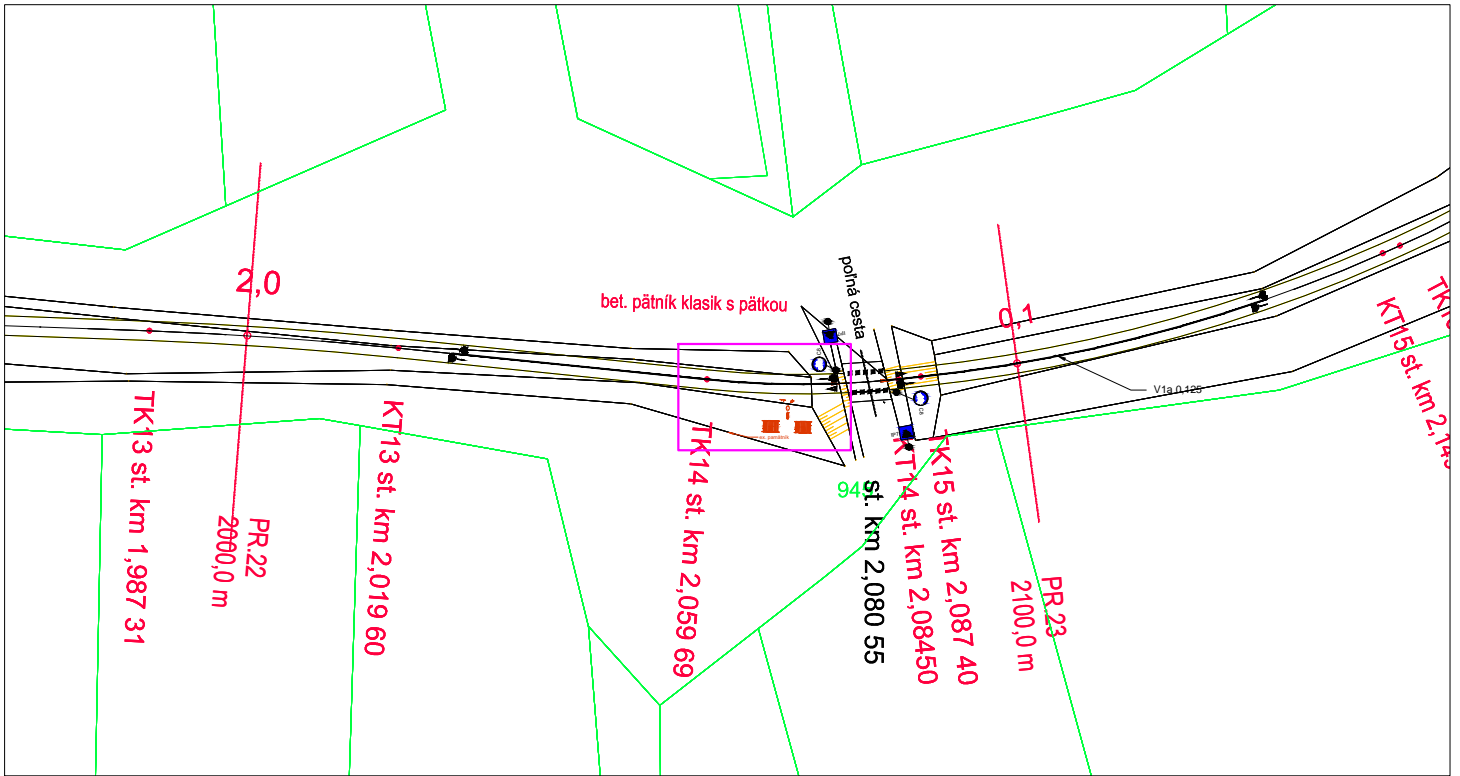 2,0
bet. pätník klasik s pätkou
poľná cesta
0,1
V1a 0.125
TK13 st. km 1,987 31
PR.22
2000,0 m
KT13 st. km 2,019 60
TK14 st. km 2,059 69
st. km 2,080 55
KT14 st. km 2,08450
TK15 st. km 2,087 40
PR.23
2100,0 m
KT15 st. km 2,149